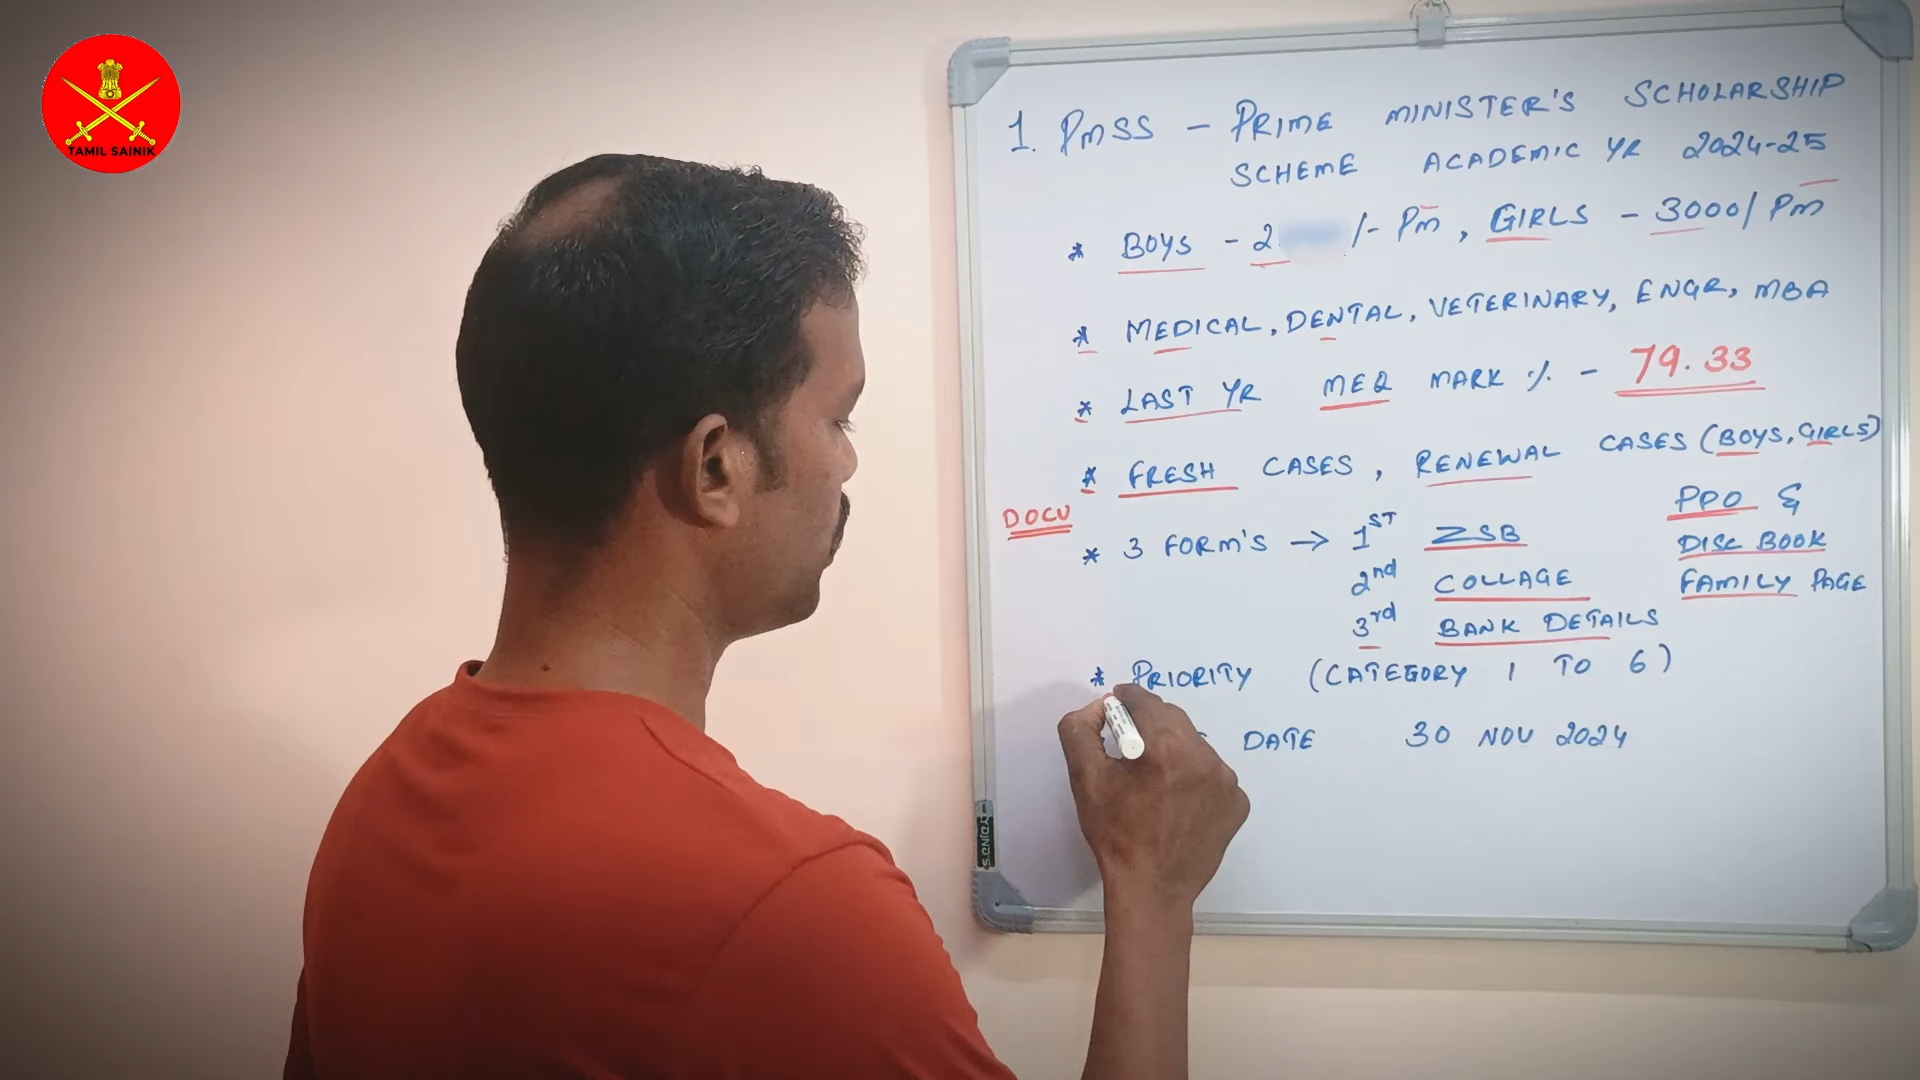 TAMIL SAINIK
1. PMSS - PRIME MINISTER'S SCHOLARSHIP
SCHEME ACADEMIC YR 2024-25
* BOYS - 2 /- PM, GIRLS - 3000/ PM
* MEDICAL, DENTAL, VETERINARY, ENGR, MBA
* LAST YR MEQ MARK % - 79.33
* FRESH CASES, RENEWAL CASES (BOYS, GIRLS)
DOCU
* 3 FORM'S → 1ST ZSB
2nd COLLAGE
3rd BANK DETAILS
PPO &
DISC BOOK
FAMILY PAGE
* PRIORITY (CATEGORY 1 TO 6)
DATE 30 NOV 2024